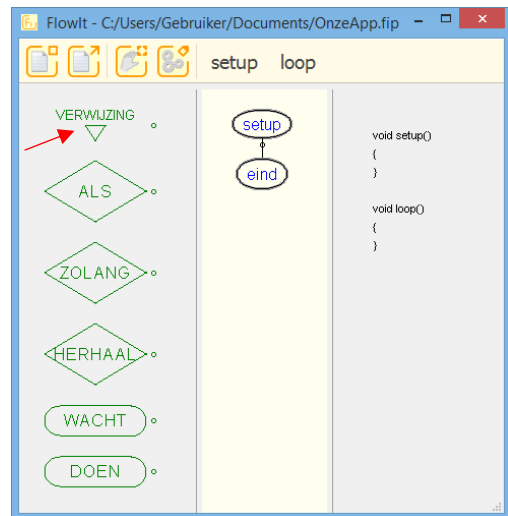 FlowIt - C:/Users/Gebruiker/Documents/OnzeApp.fip
setup loop
VERWIJZING
ALS
ZOLANG
HERHAAL
WACHT
DOEN
setup
eind
void setup()
{
}
void loop()
{
}